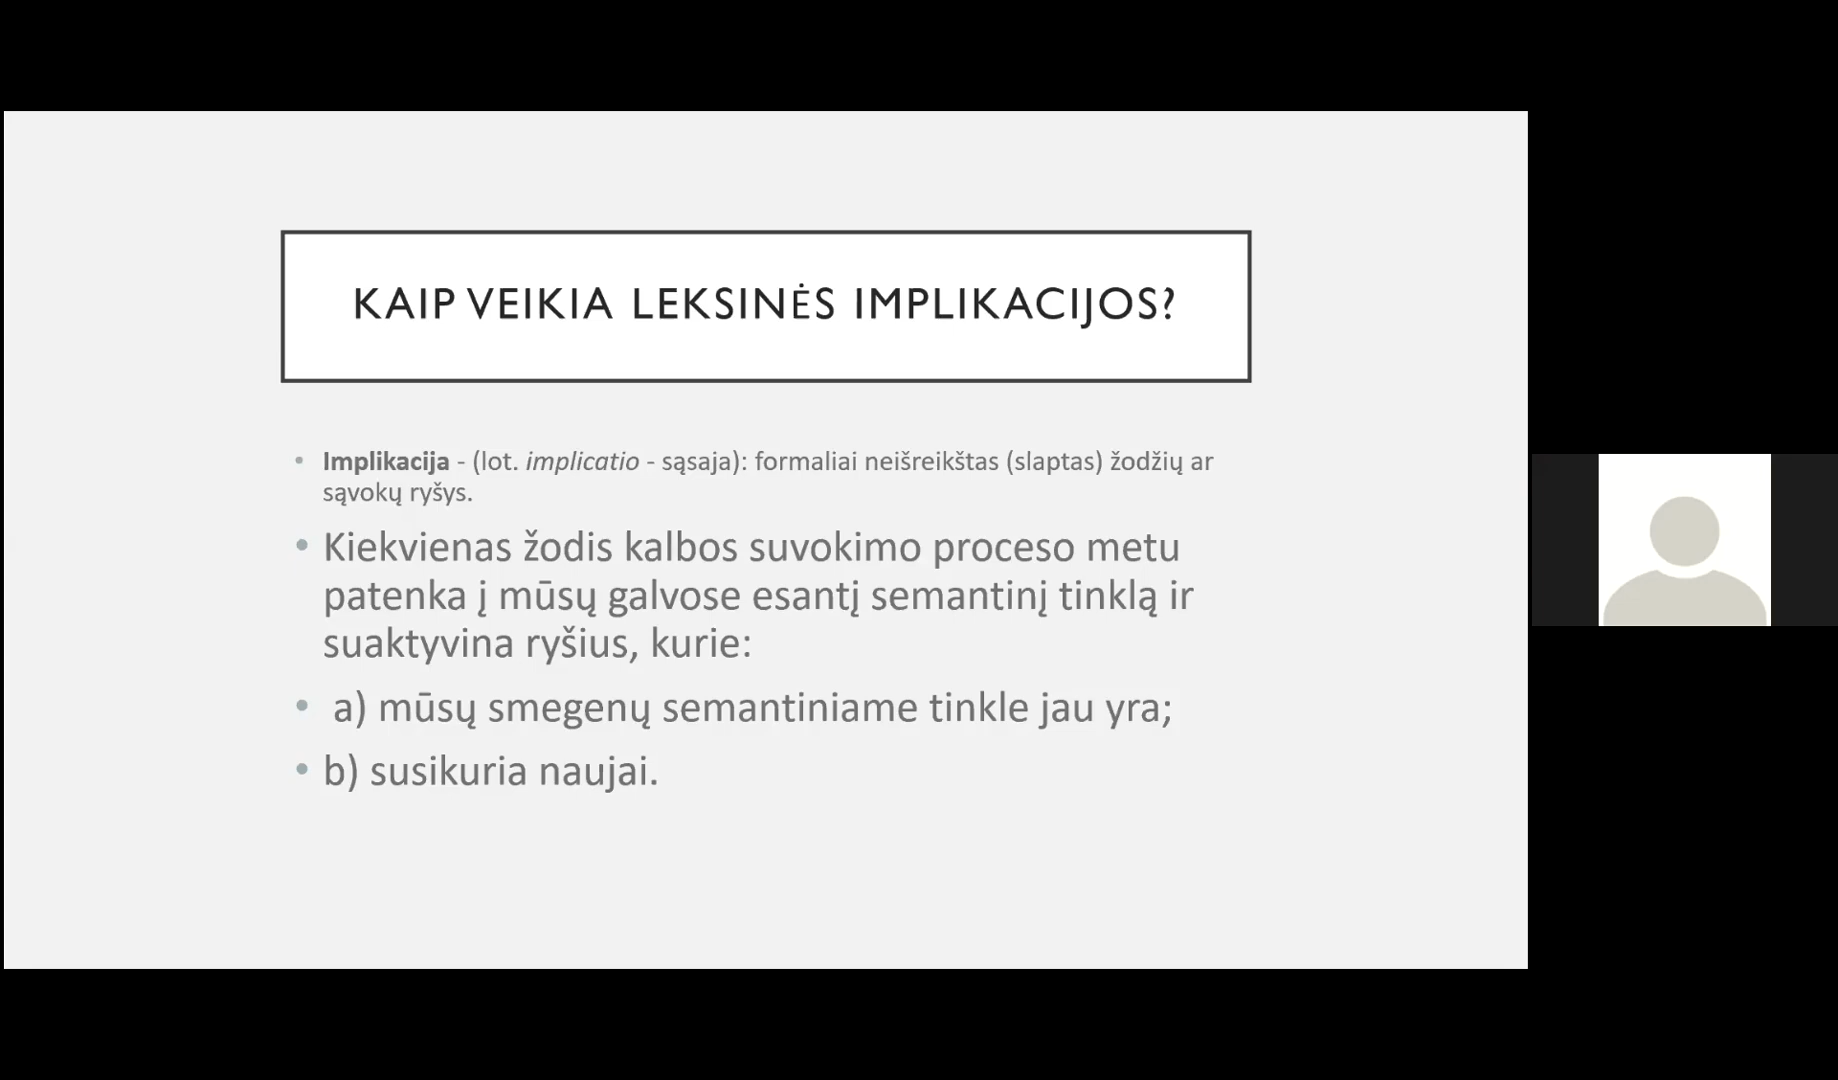 KAIP VEIKIA LEKSINĖS IMPLIKACIJOS?
• Implikacija - (lot. implicatio - sąsaja): formaliai neišreikštas (slaptas) žodžių ar
sąvokų ryšys.
• Kiekvienas žodis kalbos suvokimo proceso metu
patenka į mūsų galvose esantį semantinį tinklą ir
suaktyvina ryšius, kurie:
• a) mūsų smegenų semantiniame tinkle jau yra;
• b) susikuria naujai.